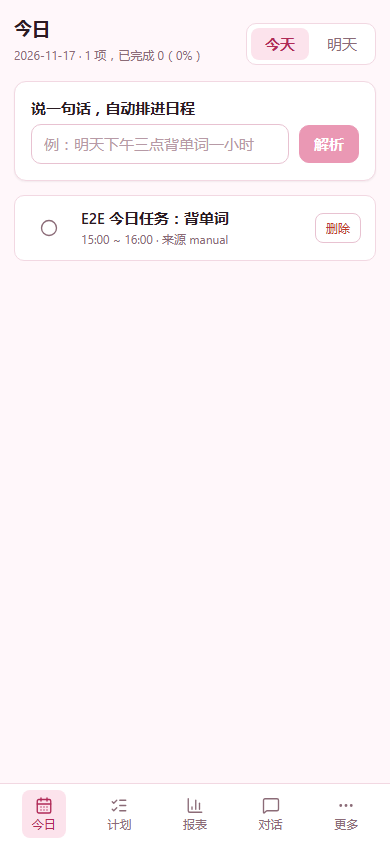 今日
2026-11-17 · 1 项，已完成 0（0%）
今天
明天
说一句话，自动排进日程
例：明天下午三点背单词一小时
解析
E2E 今日任务：背单词
15:00 ~ 16:00 · 来源 manual
删除
今日
计划
报表
对话
更多